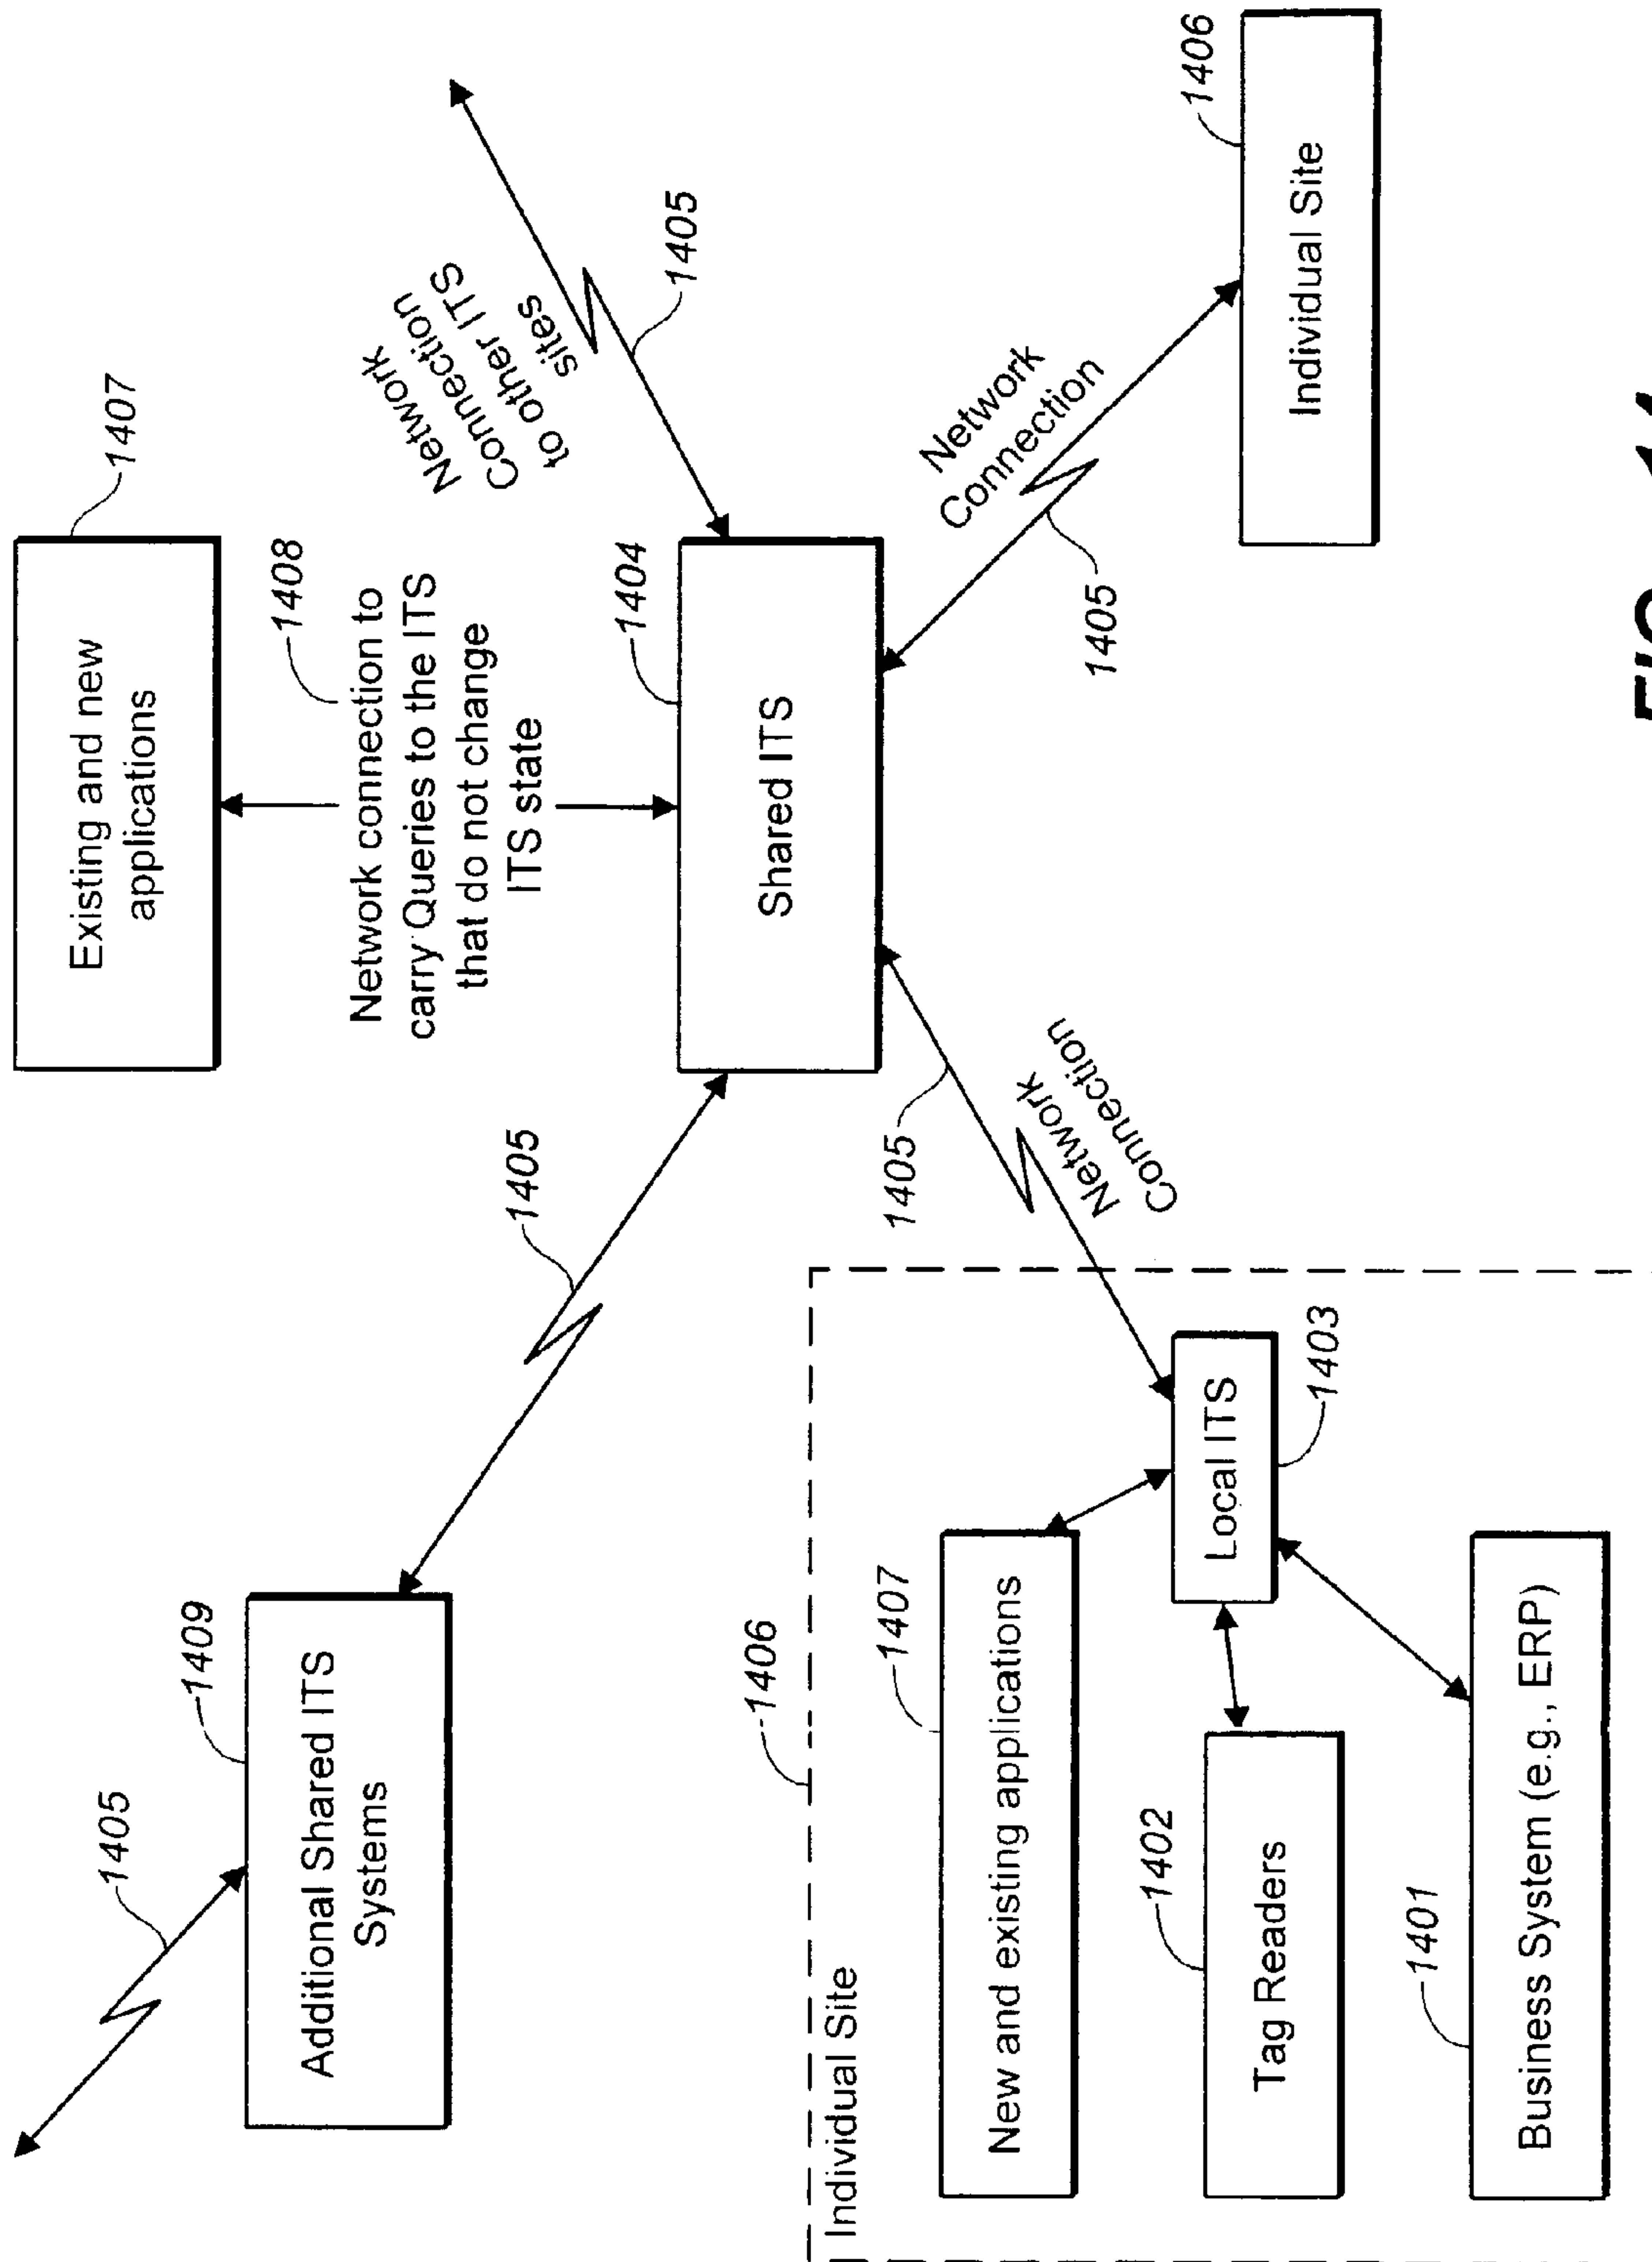 1405
1409
Additional Shared ITS
Systems
1405
1407
Existing and new
applications
1408
Network connection to
carry Queries to the ITS
that do not change
ITS state
1404
Shared ITS
Network
Connection
to other ITS
sites
1405
1405
Network
Connection
Network
Connection
1405
1406
Individual Site
1406
Individual Site
1407
New and existing applications
Local ITS
1403
1402
Tag Readers
1401
Business System (e.g., ERP)